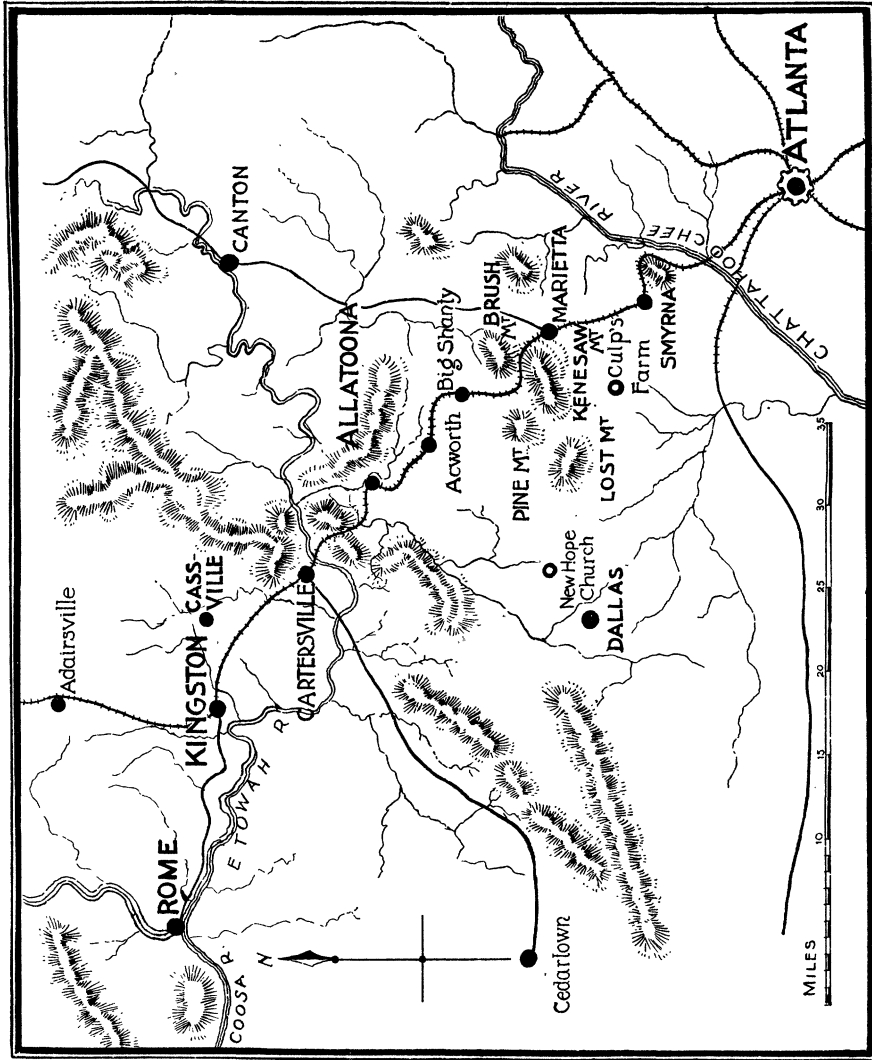 Adairsville
ROME
KINGSTON
CASS-
VILLE
CANTON
COOSA R
ETOWAH R
N
CARTERSVILLE
ALLATOONA
Acworth
Big Shanty
BRUSH
MT
PINE MT
KENESAW
MT
MARIETTA
LOST MT
Culp's
Farm
SMYRNA
New Hope
Church
DALLAS
Cedartown
CHATTAHOOCHEE
RIVER
ATLANTA
MILES
10
15
20
25
30
35